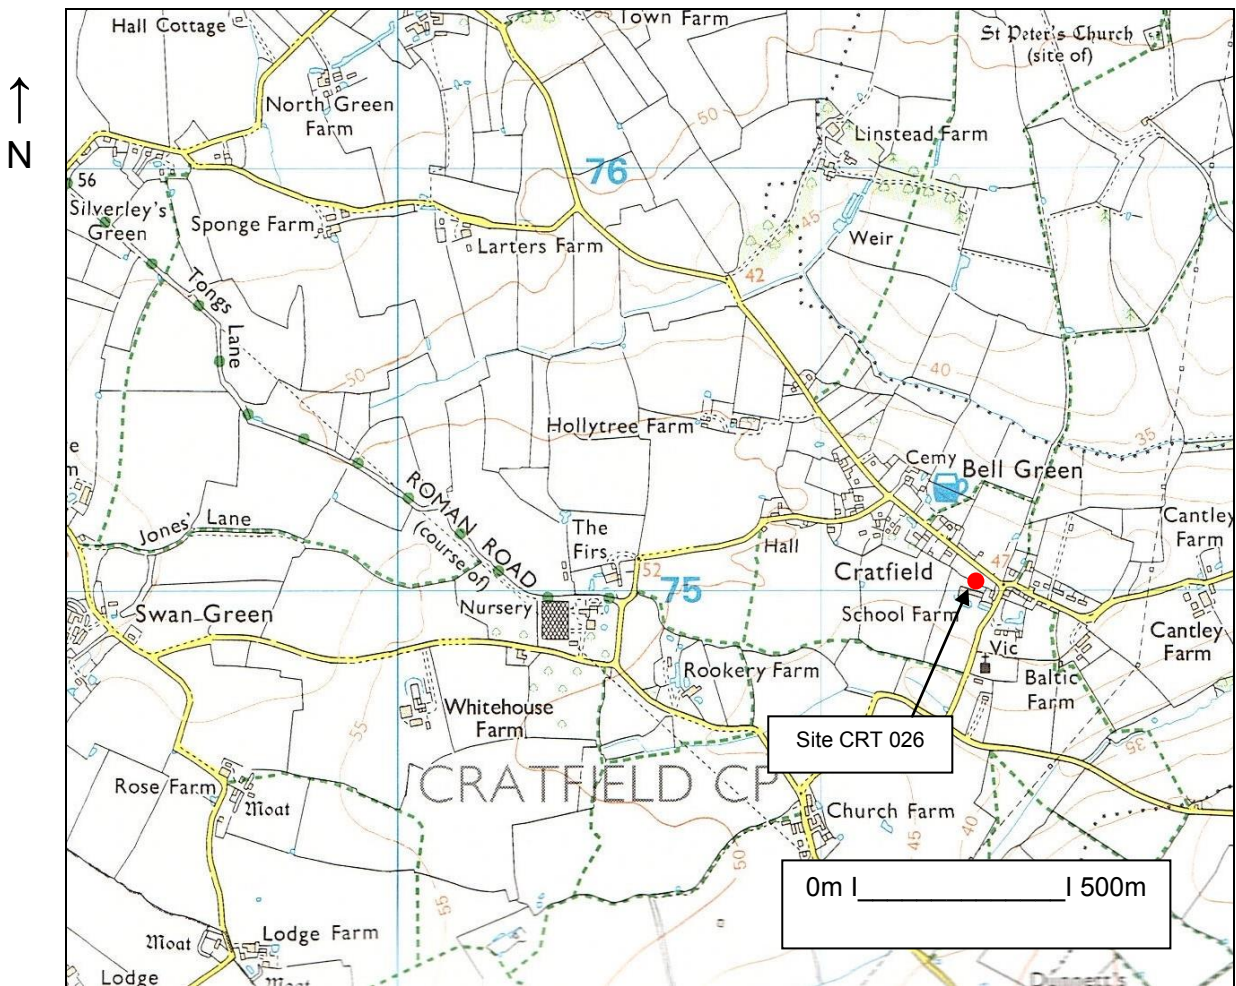 Hall Cottage
Town Farm
St Peter's Church
(site of)
↑
N
North Green
Farm
Linstead Farm
50
76
56
Silverley's
Green
Sponge Farm
Larters Farm
45
Weir
42
Tongs
Lane
50
40
Hollytree Farm
35
Cemy
Bell Green
ROMAN ROAD
(course of)
Jones' Lane
The
Firs
Hall
Cantley
Farm
52
75
Cratfield
47
Nursery
School Farm
Swan Green
Vic
Cantley
Farm
Rookery Farm
Baltic
Farm
Whitehouse
Farm
55
Site CRT 026
35
CRATFIELD CP
Rose Farm
Moat
Church Farm
45
40
50
0m I______________I 500m
55
Moat
Lodge Farm
Lodge
Moat
Dunnett's